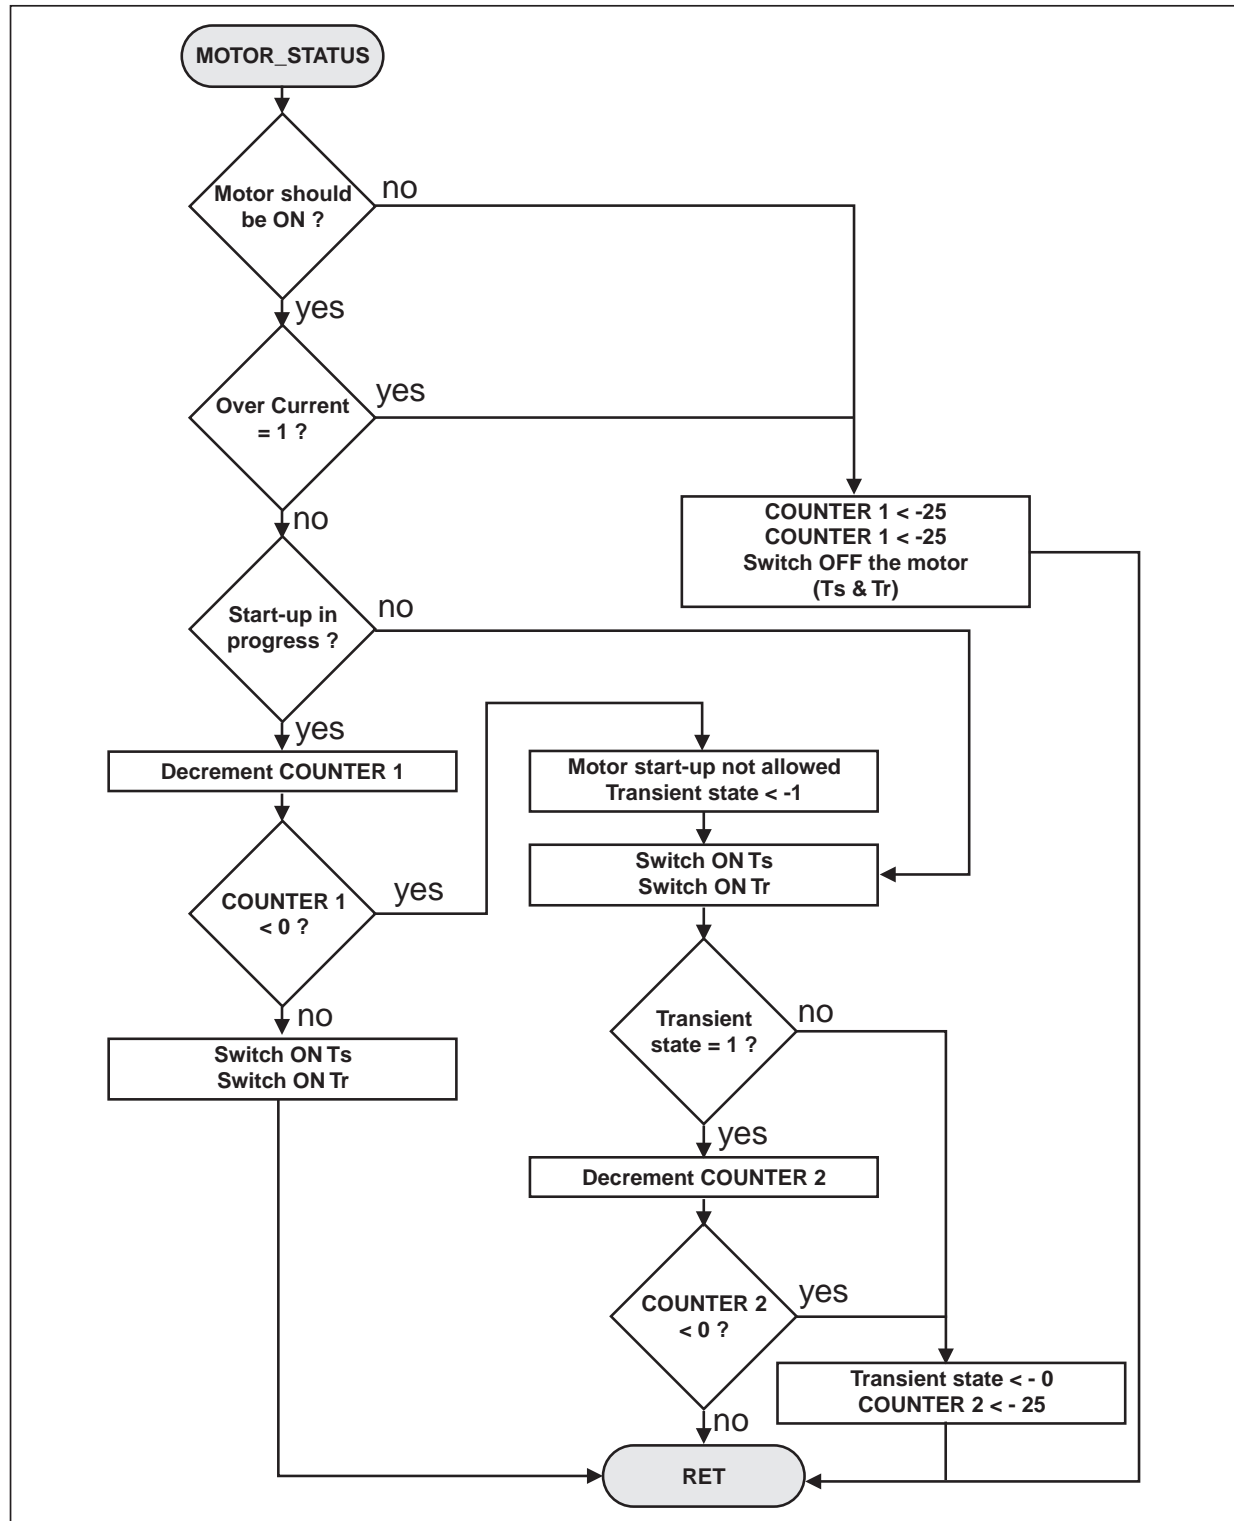 MOTOR_STATUS
Motor should
be ON ?
no
yes
Over Current
= 1 ?
yes
no
COUNTER 1 < -25
COUNTER 1 < -25
Switch OFF the motor
(Ts & Tr)
Start-up in
progress ?
no
yes
Decrement COUNTER 1
Motor start-up not allowed
Transient state < -1
COUNTER 1
< 0 ?
yes
no
Switch ON Ts
Switch ON Tr
Switch ON Ts
Switch ON Tr
Transient
state = 1 ?
no
yes
Decrement COUNTER 2
COUNTER 2
< 0 ?
yes
no
Transient state < - 0
COUNTER 2 < - 25
RET